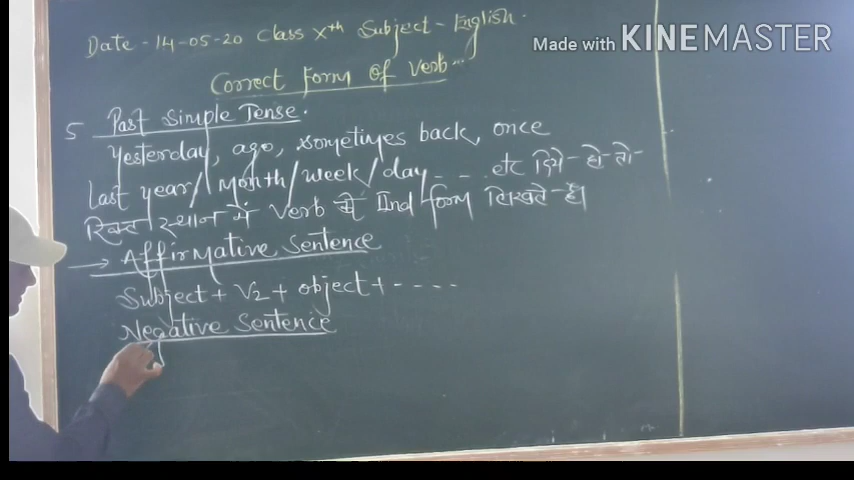 Date - 14-05-20 Class Xth Subject - English.
Made with KINEMASTER
Correct Form Of Verb...
5 Past Simple Tense.
Yesterday, ago, sometimes back, once
Last year/Month/week/day - - . etc दिये - हो - तो -
रिक्त स्थान में Verb की IInd form लिखते - हैं।
→ Affirmative Sentence
Subject + V2 + object + - - - -
Negative Sentence